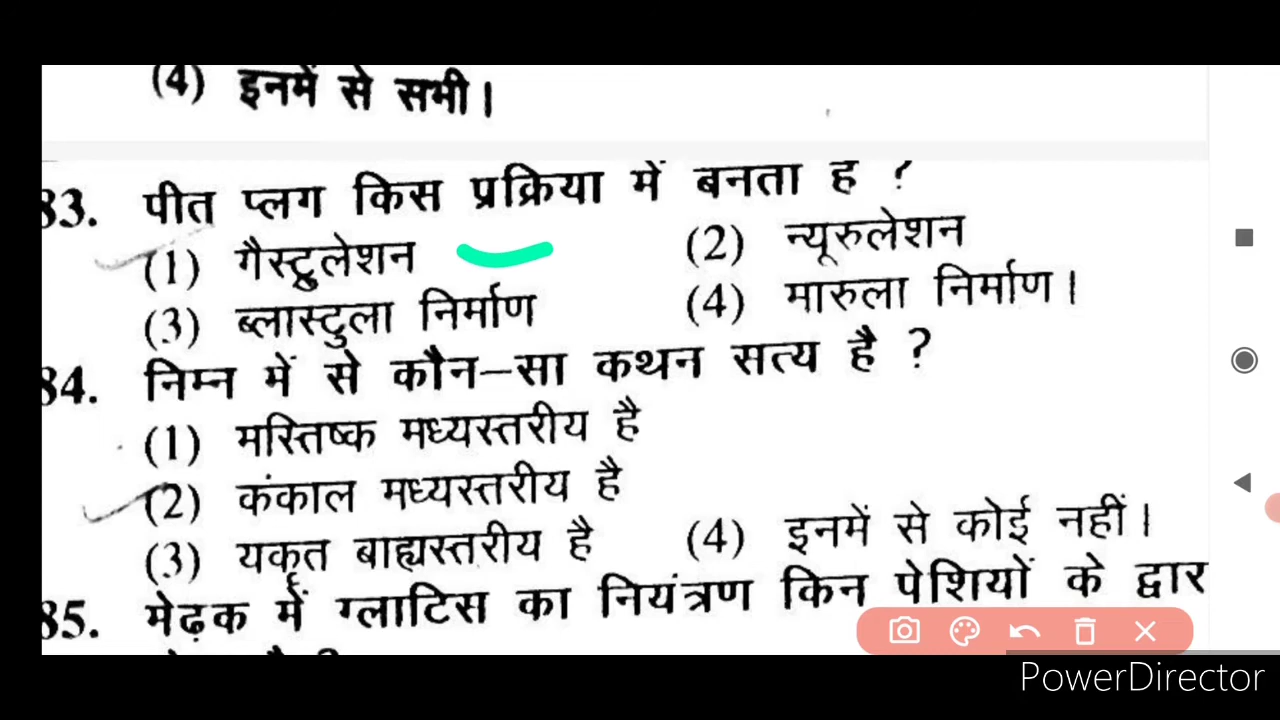 (4) इनमें से सभी।
83. पीत प्लग किस प्रक्रिया में बनता है ?
(1) गैस्ट्रुलेशन (2) न्यूरुलेशन
(3) ब्लास्टुला निर्माण (4) मारुला निर्माण।
84. निम्न में से कौन–सा कथन सत्य है ?
(1) मस्तिष्क मध्यस्तरीय है
(2) कंकाल मध्यस्तरीय है
(3) यकृत बाह्यस्तरीय है (4) इनमें से कोई नहीं।
85. मेढ़क में ग्लाटिस का नियंत्रण किन पेशियों के द्वार
PowerDirector